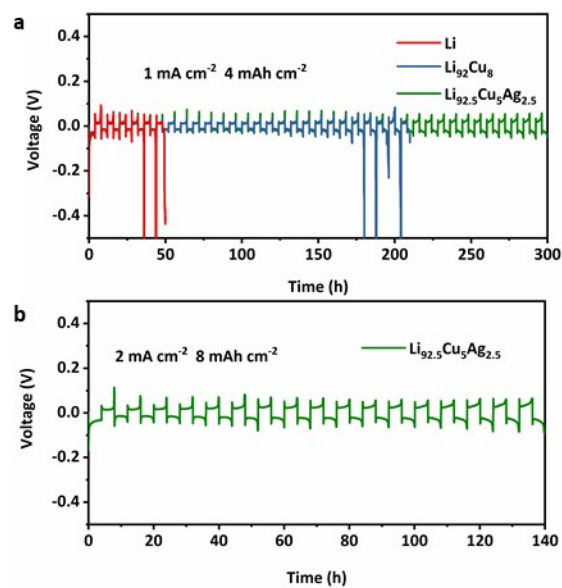 a
0.4
0.2
0.0
-0.2
-0.4
Voltage (V)
1 mA cm⁻² 4 mAh cm⁻²
Li
Li₉₂Cu₈
Li₉₂.₅Cu₅Ag₂.₅
0 50 100 150 200 250 300
Time (h)
b
0.4
0.2
0.0
-0.2
-0.4
Voltage (V)
2 mA cm⁻² 8 mAh cm⁻²
Li₉₂.₅Cu₅Ag₂.₅
0 20 40 60 80 100 120 140
Time (h)